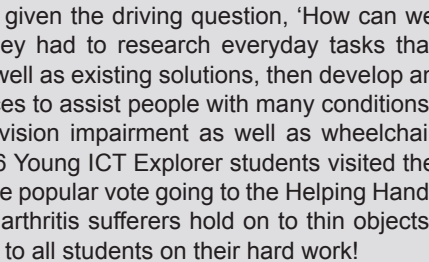 given the driving question, ‘How can we
ey had to research everyday tasks tha
well as existing solutions, then develop an
ces to assist people with many conditions
vision impairment as well as wheelchai
6 Young ICT Explorer students visited the
e popular vote going to the Helping Hand
arthritis sufferers hold on to thin objects
to all students on their hard work!